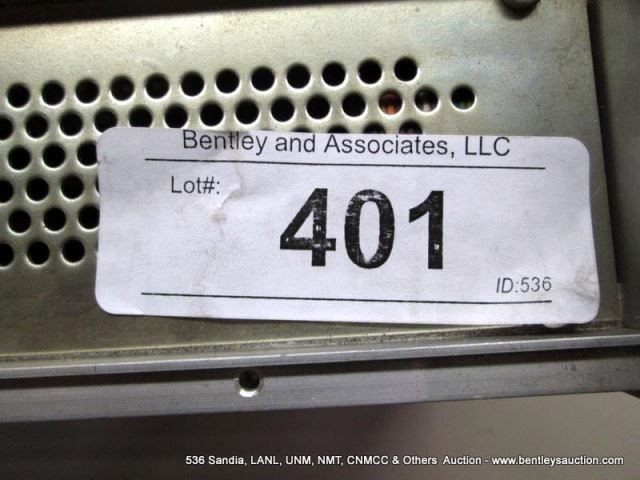 Bentley and Associates, LLC
Lot#:
401
ID:536
536 Sandia, LANL, UNM, NMT, CNMCC & Others  Auction - www.bentleysauction.com